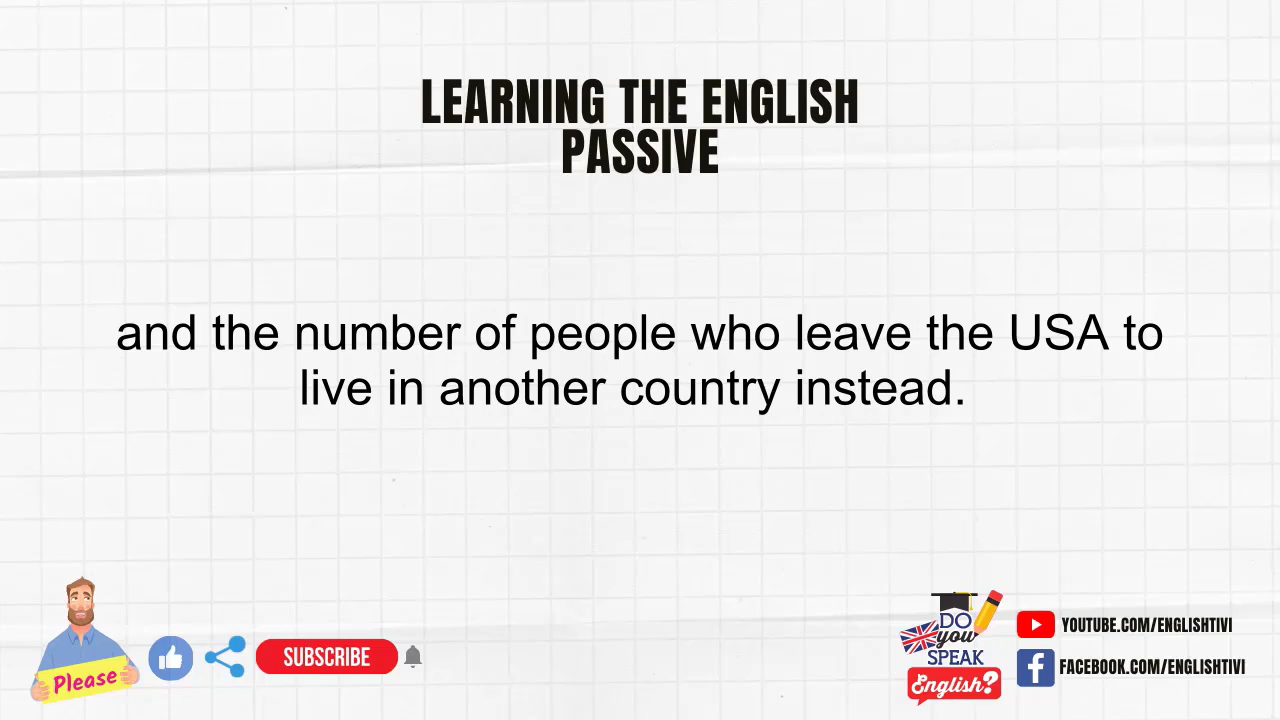 LEARNING THE ENGLISH
PASSIVE
and the number of people who leave the USA to
live in another country instead.
Please
SUBSCRIBE
DO
you
SPEAK
English?
YOUTUBE.COM/ENGLISHTIVI
FACEBOOK.COM/ENGLISHTIVI